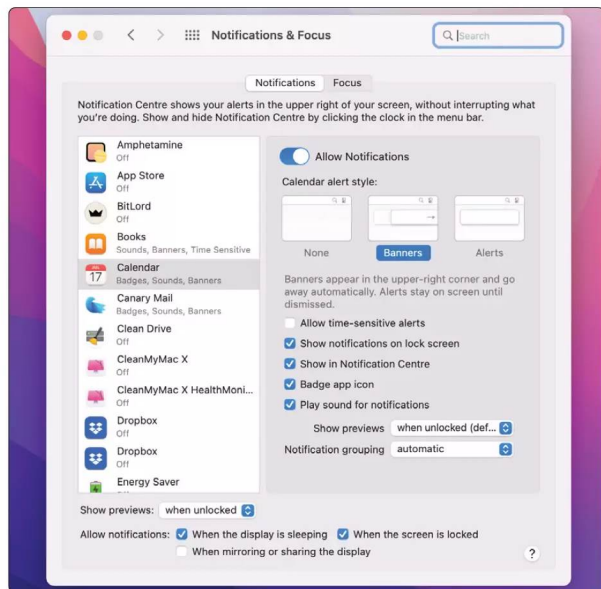 Notifications & Focus
Search
Notifications
Focus
Notification Centre shows your alerts in the upper right of your screen, without interrupting what
you're doing. Show and hide Notification Centre by clicking the clock in the menu bar.
Amphetamine
Off
App Store
Off
BitLord
Off
Books
Sounds, Banners, Time Sensitive
Calendar
Badges, Sounds, Banners
Canary Mail
Badges, Sounds, Banners
Clean Drive
Off
CleanMyMac X
Off
CleanMyMac X HealthMoni...
Off
Dropbox
Off
Dropbox
Off
Energy Saver
17
Allow Notifications
Calendar alert style:
None
Banners
Alerts
Banners appear in the upper-right corner and go
away automatically. Alerts stay on screen until
dismissed.
Allow time-sensitive alerts
Show notifications on lock screen
Show in Notification Centre
Badge app icon
Play sound for notifications
Show previews
when unlocked (def...
Notification grouping
automatic
Show previews:
when unlocked
Allow notifications:
When the display is sleeping
When the screen is locked
When mirroring or sharing the display
?